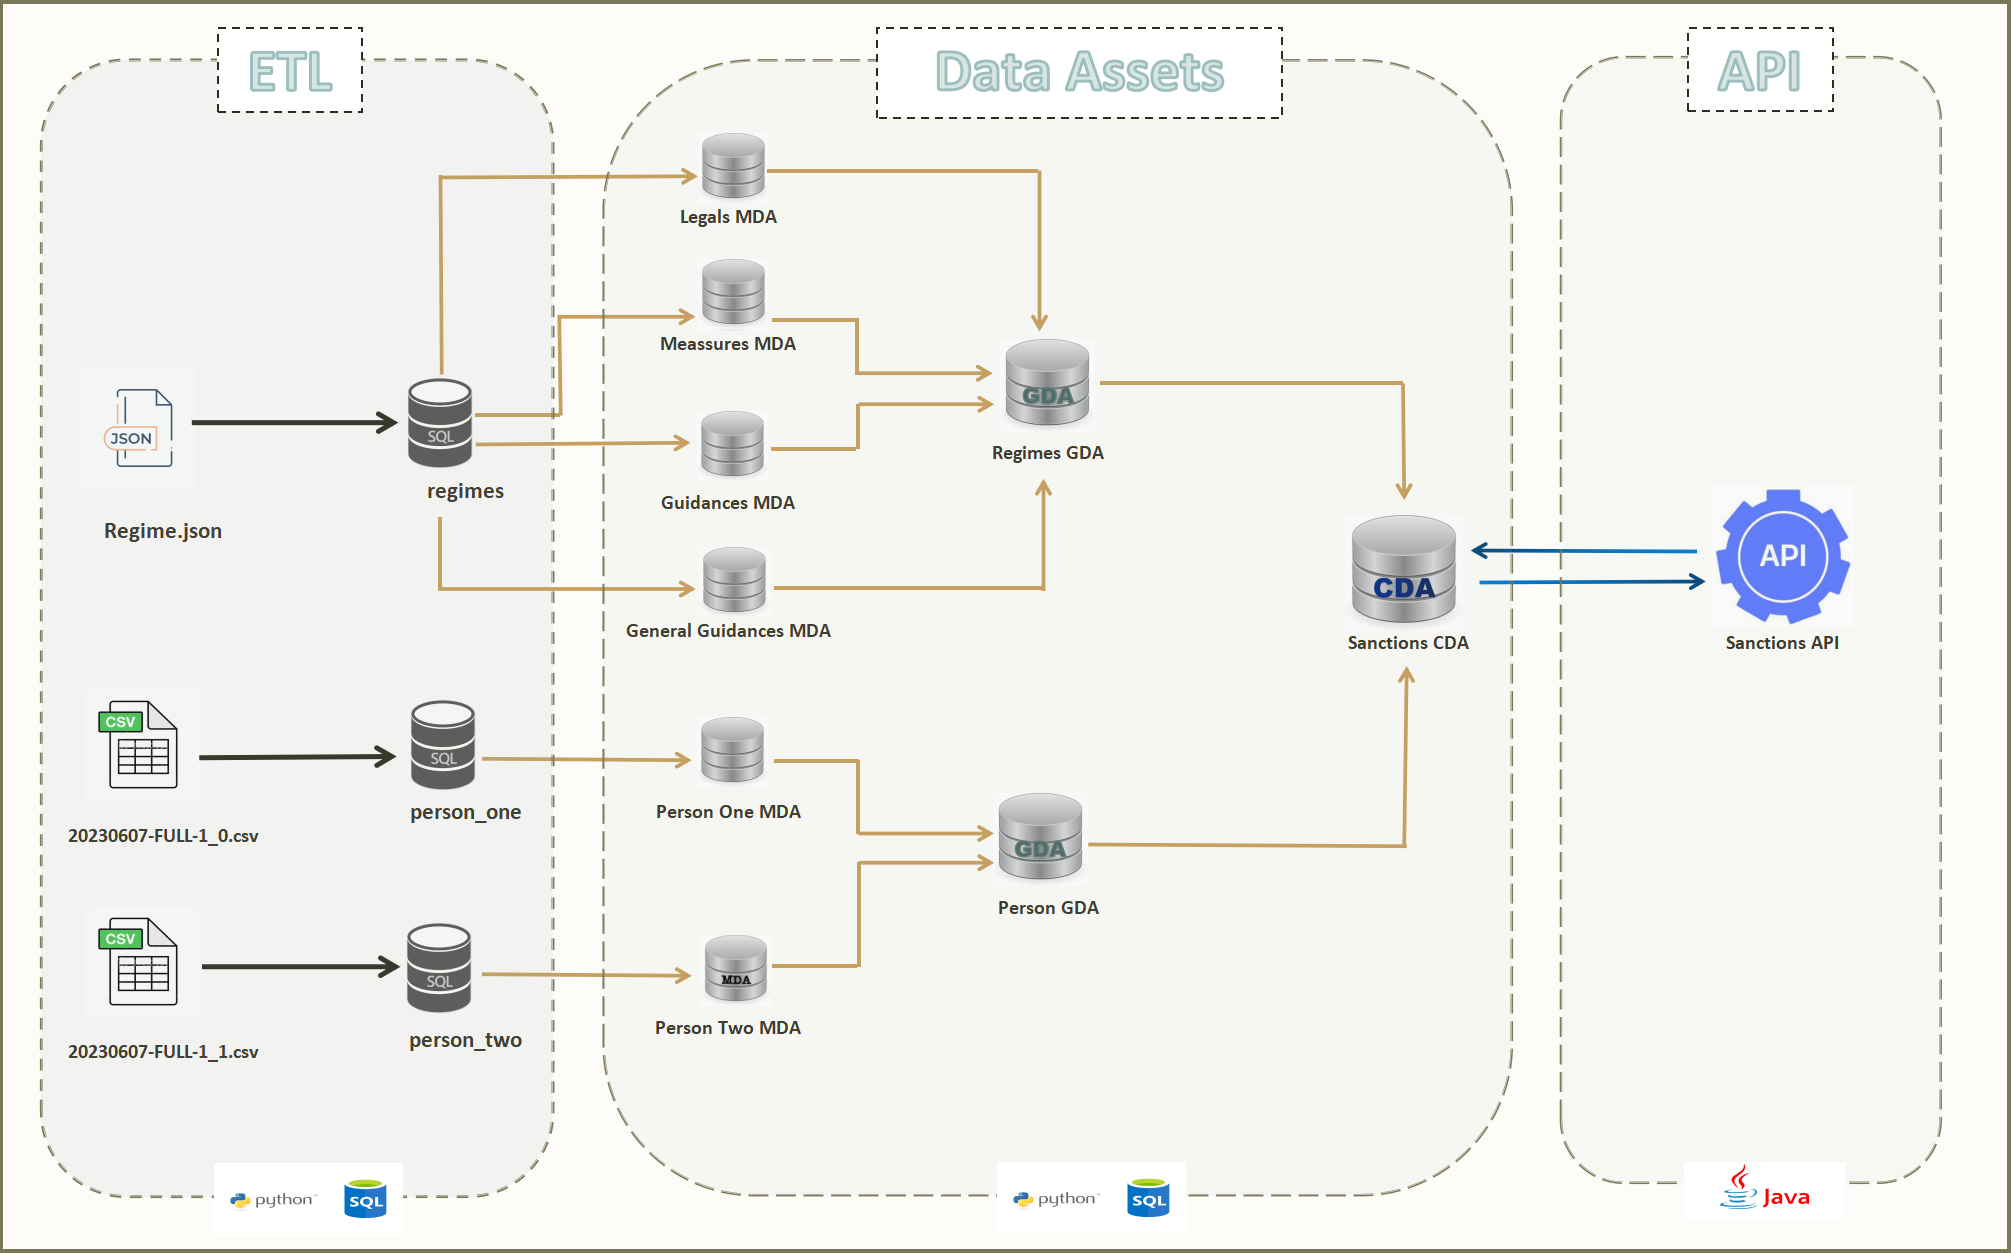 ETL
Data Assets
API
Legals MDA
Meassures MDA
JSON
SQL
GDA
regimes
Regimes GDA
Guidances MDA
Regime.json
API
CDA
General Guidances MDA
Sanctions CDA
Sanctions API
CSV
SQL
person_one
Person One MDA
20230607-FULL-1_0.csv
GDA
Person GDA
CSV
SQL
MDA
person_two
Person Two MDA
20230607-FULL-1_1.csv
python™
SQL
python™
SQL
Java